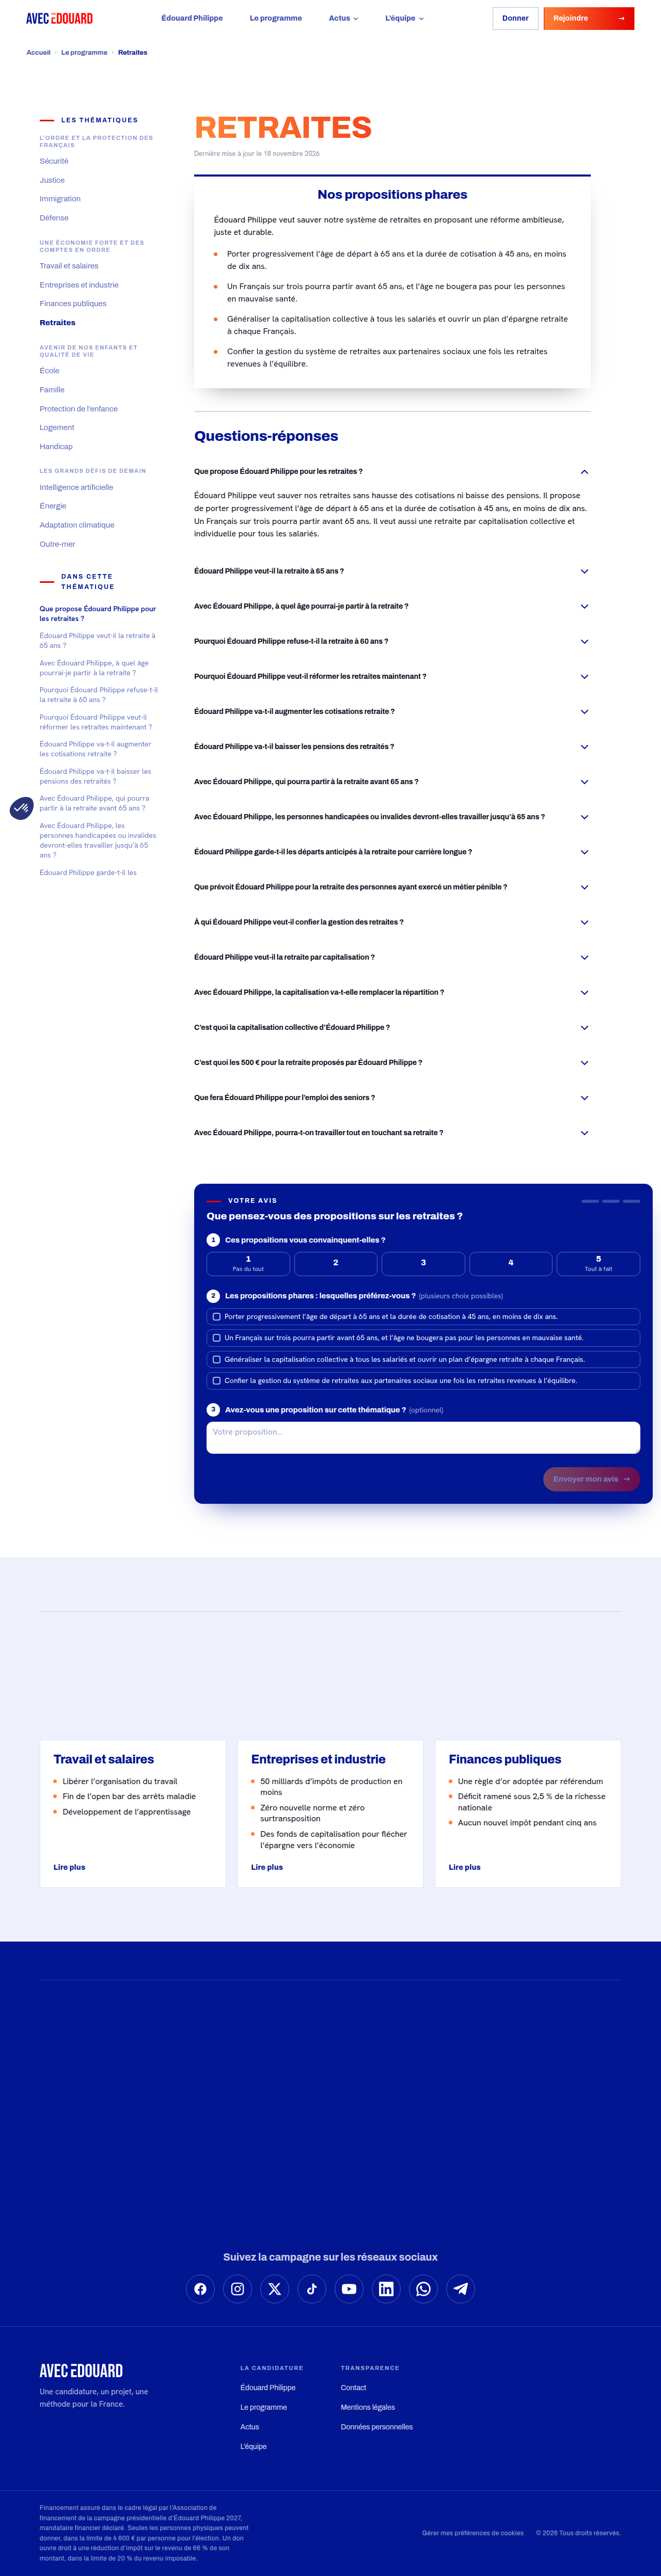 AVEC EDOUARD
Édouard Philippe
Le programme
Actus
L'équipe
Donner
Rejoindre →
Accueil
Le programme
Retraites
LES THÉMATIQUES
L'ORDRE ET LA PROTECTION DES
FRANÇAIS
Sécurité
Justice
Immigration
Défense
UNE ÉCONOMIE FORTE ET DES
COMPTES EN ORDRE
Travail et salaires
Entreprises et industrie
Finances publiques
Retraites
AVENIR DE NOS ENFANTS ET
QUALITÉ DE VIE
École
Famille
Protection de l'enfance
Logement
Handicap
LES GRANDS DÉFIS DE DEMAIN
Intelligence artificielle
Énergie
Adaptation climatique
Outre-mer
DANS CETTE
THÉMATIQUE
Que propose Édouard Philippe pour
les retraites ?
Édouard Philippe veut-il la retraite à
65 ans ?
Avec Édouard Philippe, à quel âge
pourrai-je partir à la retraite ?
Pourquoi Édouard Philippe refuse-t-il
la retraite à 60 ans ?
Pourquoi Édouard Philippe veut-il
réformer les retraites maintenant ?
Édouard Philippe va-t-il augmenter
les cotisations retraite ?
Édouard Philippe va-t-il baisser les
pensions des retraités ?
Avec Édouard Philippe, qui pourra
partir à la retraite avant 65 ans ?
Avec Édouard Philippe, les
personnes handicapées ou invalides
devront-elles travailler jusqu'à 65
ans ?
Édouard Philippe garde-t-il les
RETRAITES
Dernière mise à jour le 18 novembre 2026
Nos propositions phares
Édouard Philippe veut sauver notre système de retraites en proposant une réforme ambitieuse,
juste et durable.
Porter progressivement l'âge de départ à 65 ans et la durée de cotisation à 45 ans, en moins
de dix ans.
Un Français sur trois pourra partir avant 65 ans, et l'âge ne bougera pas pour les personnes
en mauvaise santé.
Généraliser la capitalisation collective à tous les salariés et ouvrir un plan d'épargne retraite
à chaque Français.
Confier la gestion du système de retraites aux partenaires sociaux une fois les retraites
revenues à l'équilibre.
Questions-réponses
Que propose Édouard Philippe pour les retraites ?
Édouard Philippe veut sauver nos retraites sans hausse des cotisations ni baisse des pensions. Il propose
de porter progressivement l'âge de départ à 65 ans et la durée de cotisation à 45 ans, en moins de dix ans.
Un Français sur trois pourra partir avant 65 ans. Il veut aussi une retraite par capitalisation collective et
individuelle pour tous les salariés.
Édouard Philippe veut-il la retraite à 65 ans ?
Avec Édouard Philippe, à quel âge pourrai-je partir à la retraite ?
Pourquoi Édouard Philippe refuse-t-il la retraite à 60 ans ?
Pourquoi Édouard Philippe veut-il réformer les retraites maintenant ?
Édouard Philippe va-t-il augmenter les cotisations retraite ?
Édouard Philippe va-t-il baisser les pensions des retraités ?
Avec Édouard Philippe, qui pourra partir à la retraite avant 65 ans ?
Avec Édouard Philippe, les personnes handicapées ou invalides devront-elles travailler jusqu'à 65 ans ?
Édouard Philippe garde-t-il les départs anticipés à la retraite pour carrière longue ?
Que prévoit Édouard Philippe pour la retraite des personnes ayant exercé un métier pénible ?
À qui Édouard Philippe veut-il confier la gestion des retraites ?
Édouard Philippe veut-il la retraite par capitalisation ?
Avec Édouard Philippe, la capitalisation va-t-elle remplacer la répartition ?
C'est quoi la capitalisation collective d'Édouard Philippe ?
C'est quoi les 500 € pour la retraite proposés par Édouard Philippe ?
Que fera Édouard Philippe pour l'emploi des seniors ?
Avec Édouard Philippe, pourra-t-on travailler tout en touchant sa retraite ?
VOTRE AVIS
Que pensez-vous des propositions sur les retraites ?
1 Ces propositions vous convainquent-elles ?
1 2 3 4 5
Pas du tout Tout à fait
2 Les propositions phares : lesquelles préférez-vous ? (plusieurs choix possibles)
Porter progressivement l'âge de départ à 65 ans et la durée de cotisation à 45 ans, en moins de dix ans.
Un Français sur trois pourra partir avant 65 ans, et l'âge ne bougera pas pour les personnes en mauvaise santé.
Généraliser la capitalisation collective à tous les salariés et ouvrir un plan d'épargne retraite à chaque Français.
Confier la gestion du système de retraites aux partenaires sociaux une fois les retraites revenues à l'équilibre.
3 Avez-vous une proposition sur cette thématique ? (optionnel)
Votre proposition...
Envoyer mon avis →
Travail et salaires
Libérer l'organisation du travail
Fin de l'open bar des arrêts maladie
Développement de l'apprentissage
Lire plus
Entreprises et industrie
50 milliards d'impôts de production en
moins
Zéro nouvelle norme et zéro
surtransposition
Des fonds de capitalisation pour flécher
l'épargne vers l'économie
Lire plus
Finances publiques
Une règle d'or adoptée par référendum
Déficit ramené sous 2,5 % de la richesse
nationale
Aucun nouvel impôt pendant cinq ans
Lire plus
Suivez la campagne sur les réseaux sociaux
AVEC EDOUARD
Une candidature, un projet, une
méthode pour la France.
LA CANDIDATURE
Édouard Philippe
Le programme
Actus
L'équipe
TRANSPARENCE
Contact
Mentions légales
Données personnelles
Financement assuré dans le cadre légal par l'Association de
financement de la campagne présidentielle d'Édouard Philippe 2027,
mandataire financier déclaré. Seules les personnes physiques peuvent
donner, dans la limite de 4 600 € par personne pour l'élection. Un don
ouvre droit à une réduction d'impôt sur le revenu de 66 % de son
montant, dans la limite de 20 % du revenu imposable.
Gérer mes préférences de cookies
© 2026 Tous droits réservés.